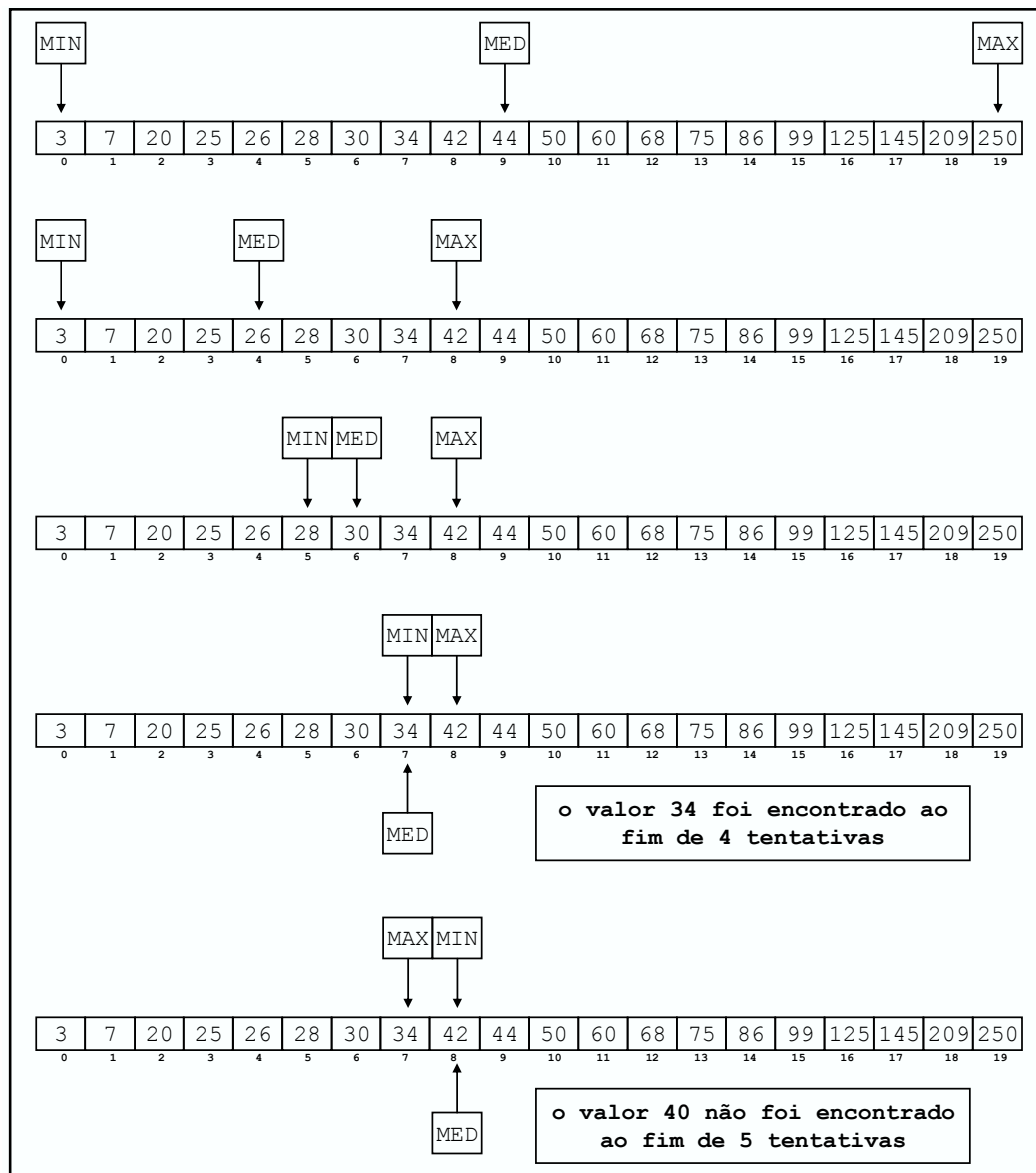 MIN MED MAX
3 7 20 25 26 28 30 34 42 44 50 60 68 75 86 99 125 145 209 250
0 1 2 3 4 5 6 7 8 9 10 11 12 13 14 15 16 17 18 19
MIN MED MAX
3 7 20 25 26 28 30 34 42 44 50 60 68 75 86 99 125 145 209 250
0 1 2 3 4 5 6 7 8 9 10 11 12 13 14 15 16 17 18 19
MIN MED MAX
3 7 20 25 26 28 30 34 42 44 50 60 68 75 86 99 125 145 209 250
0 1 2 3 4 5 6 7 8 9 10 11 12 13 14 15 16 17 18 19
MIN MAX
3 7 20 25 26 28 30 34 42 44 50 60 68 75 86 99 125 145 209 250
0 1 2 3 4 5 6 7 8 9 10 11 12 13 14 15 16 17 18 19
MED
o valor 34 foi encontrado ao
fim de 4 tentativas
MAX MIN
3 7 20 25 26 28 30 34 42 44 50 60 68 75 86 99 125 145 209 250
0 1 2 3 4 5 6 7 8 9 10 11 12 13 14 15 16 17 18 19
MED
o valor 40 não foi encontrado
ao fim de 5 tentativas